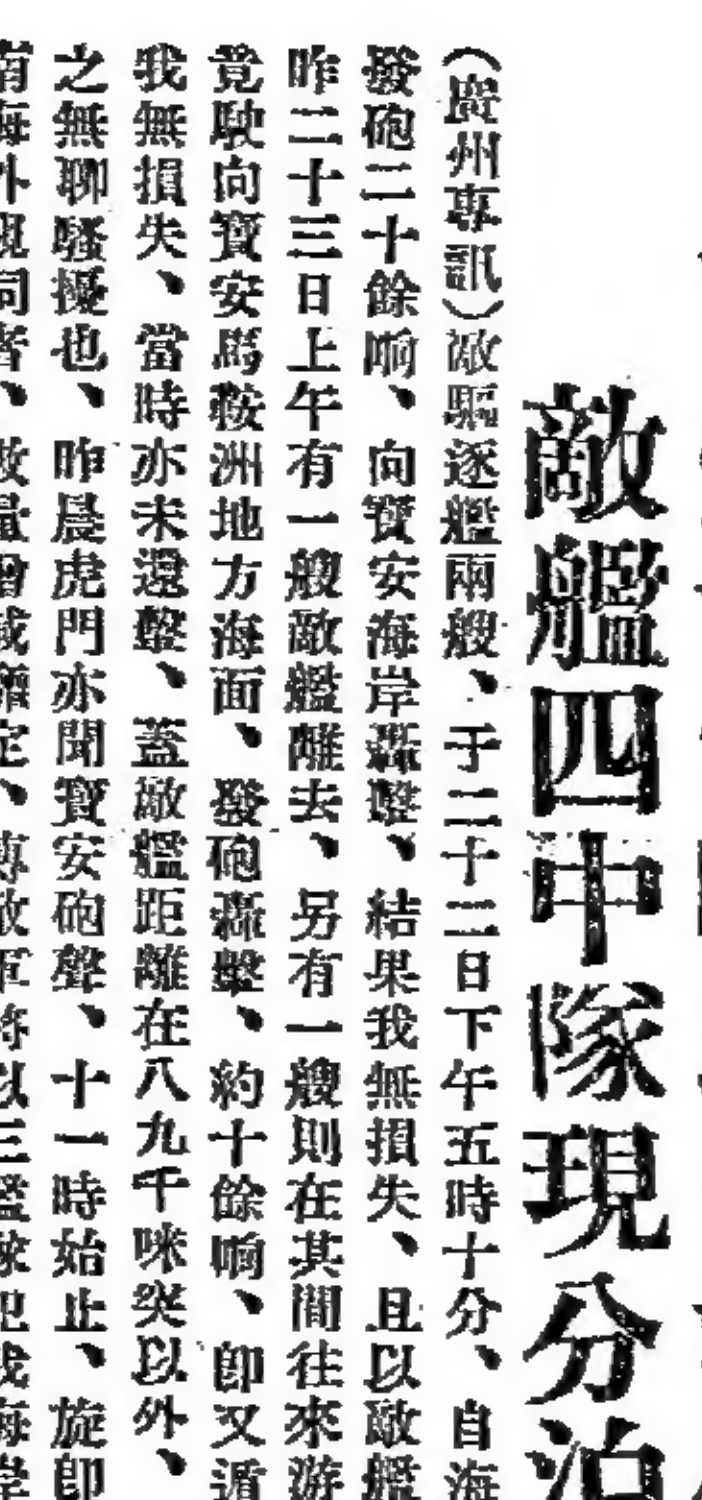 敵艦四中隊現分泊
（廣州專訊）敵驅逐艦兩艘、于二十二日下午五時十分、自海
發砲二十餘响、向寶安海岸轟擊、結果我無損失、且以敵艦
昨二十三日上午有一艘敵艦離去、另有一艘則在其間往來游
竟駛向寶安馬鞍洲地方海面、發砲轟擊、約十餘响、即又遁
我無損失、當時亦未還擊、蓋敵艦距離在八九千咪突以外、
之無聊騷擾也、昨晨虎門亦聞寶安砲聲、十一時始止、旋即